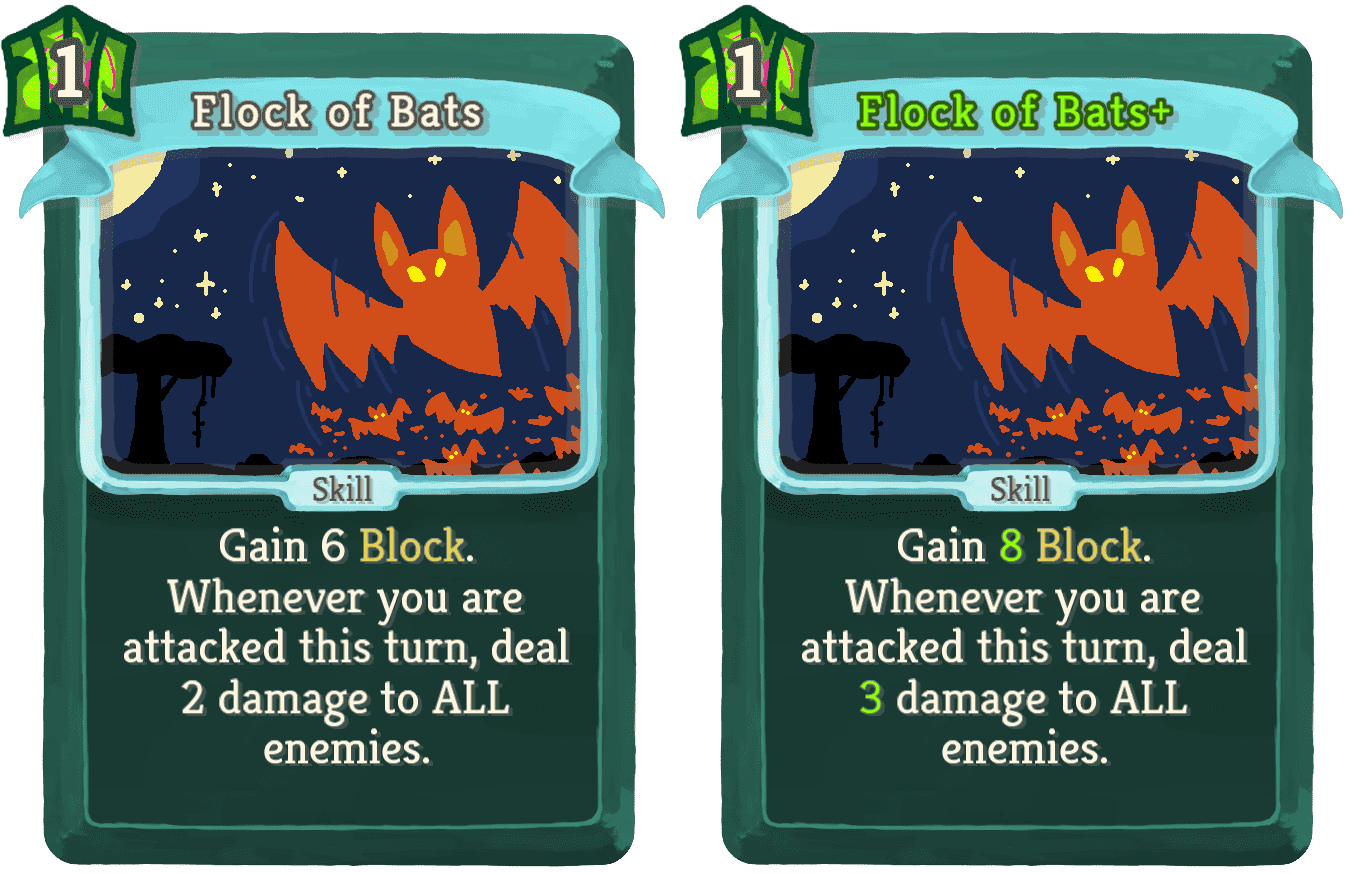 1
Flock of Bats
Skill
Gain 6 Block.
Whenever you are
attacked this turn, deal
2 damage to ALL
enemies.
1
Flock of Bats+
Skill
Gain 8 Block.
Whenever you are
attacked this turn, deal
3 damage to ALL
enemies.